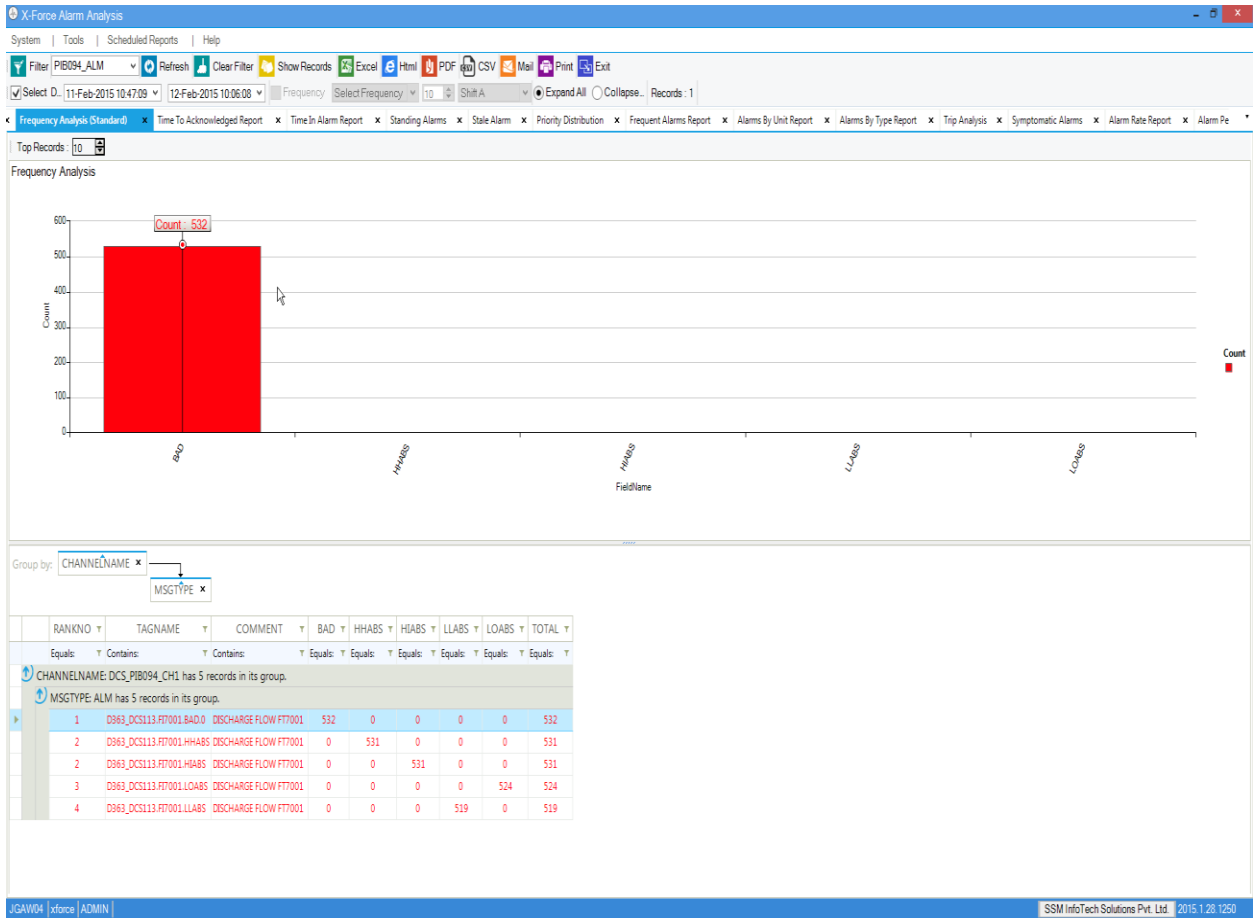 X-Force Alarm Analysis
System | Tools | Scheduled Reports | Help
Filter PIB094_ALM Refresh Clear Filter Show Records Excel Html PDF CSV Mail Print Exit
Select D... 11-Feb-2015 10:47:09 12-Feb-2015 10:06:08 Frequency Select Frequency 10 Shift A Expand All Collapse... Records : 1
x Frequency Analysis (Standard) x Time To Acknowledged Report x Time In Alarm Report x Standing Alarms x Stale Alarm x Priority Distribution x Frequent Alarms Report x Alarms By Unit Report x Alarms By Type Report x Trip Analysis x Symptomatic Alarms x Alarm Rate Report x Alarm Pe
Top Records : 10
Frequency Analysis
Count : 532
600
500
400
300
200
100
0
Count
BAD HHABS HIABS LLABS LOABS
FieldName
Count
Group by: CHANNELNAME x
MSGTYPE x
RANKNO TAGNAME COMMENT BAD HHABS HIABS LLABS LOABS TOTAL
Equals: Contains: Contains: Equals: Equals: Equals: Equals: Equals: Equals:
CHANNELNAME: DCS_PIB094_CH1 has 5 records in its group.
MSGTYPE: ALM has 5 records in its group.
1 D363_DCS113.FI7001.BAD.0 DISCHARGE FLOW FT7001 532 0 0 0 0 532
2 D363_DCS113.FI7001.HHABS DISCHARGE FLOW FT7001 0 531 0 0 0 531
2 D363_DCS113.FI7001.HIABS DISCHARGE FLOW FT7001 0 0 531 0 0 531
3 D363_DCS113.FI7001.LOABS DISCHARGE FLOW FT7001 0 0 0 0 524 524
4 D363_DCS113.FI7001.LLABS DISCHARGE FLOW FT7001 0 0 0 519 0 519
JGAW04 xforce ADMIN SSM InfoTech Solutions Pvt. Ltd. 2015.1.28.1250